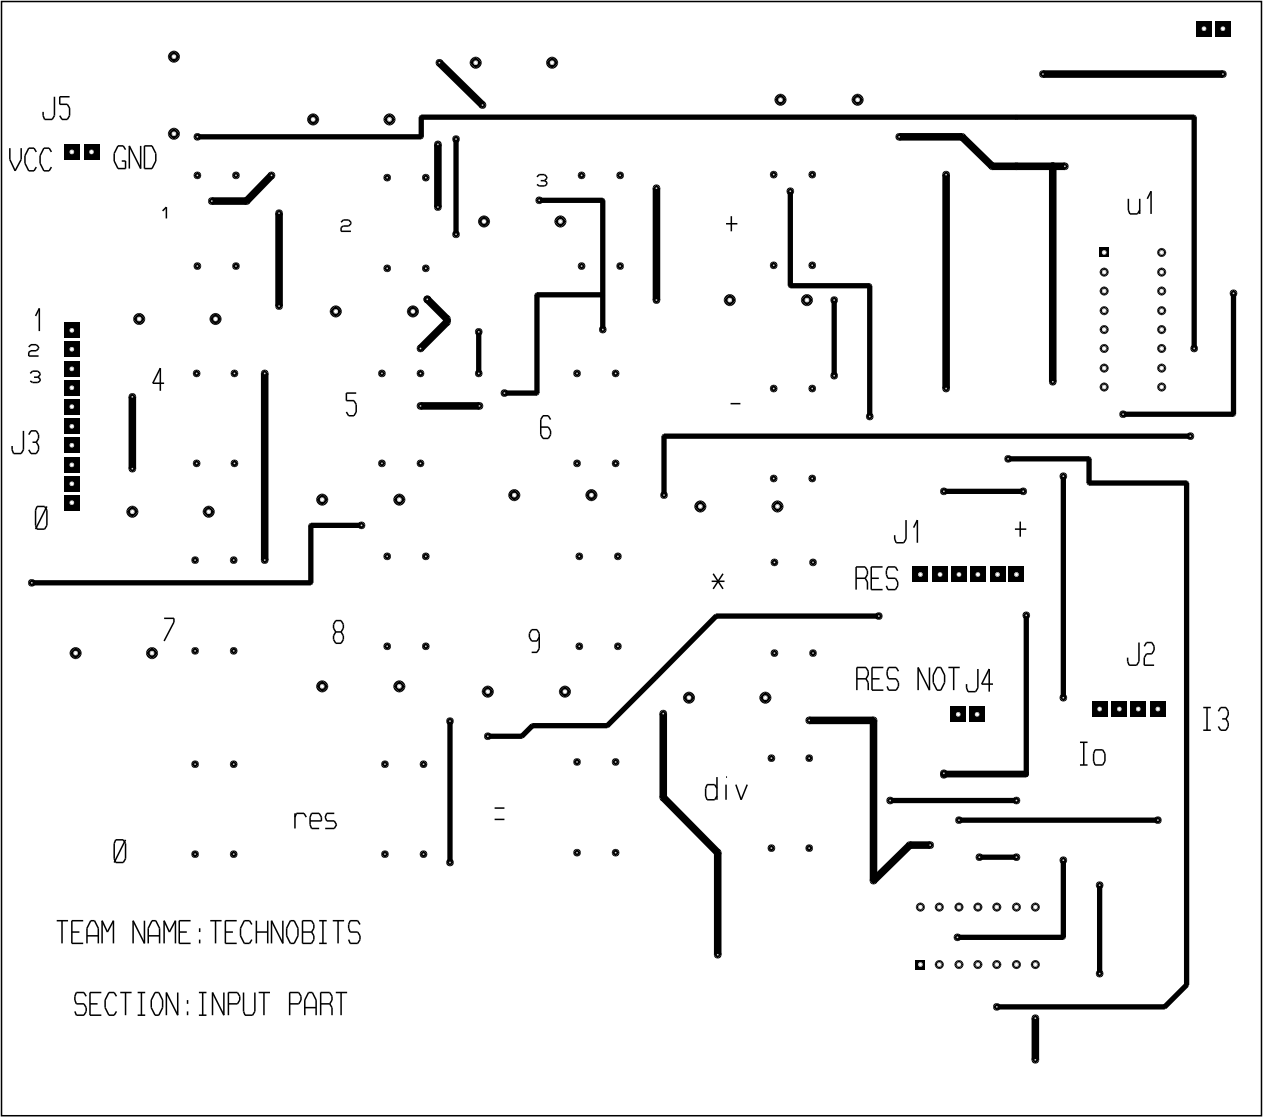 J5
VCC GND
1
2
3
+
u1
1
2
3
4
5
6
-
J3
0
J1 +
RES
*
7
8
9
RES NOT J4
J2
I3
Io
div
res
=
0
TEAM NAME:TECHNOBITS
SECTION:INPUT PART